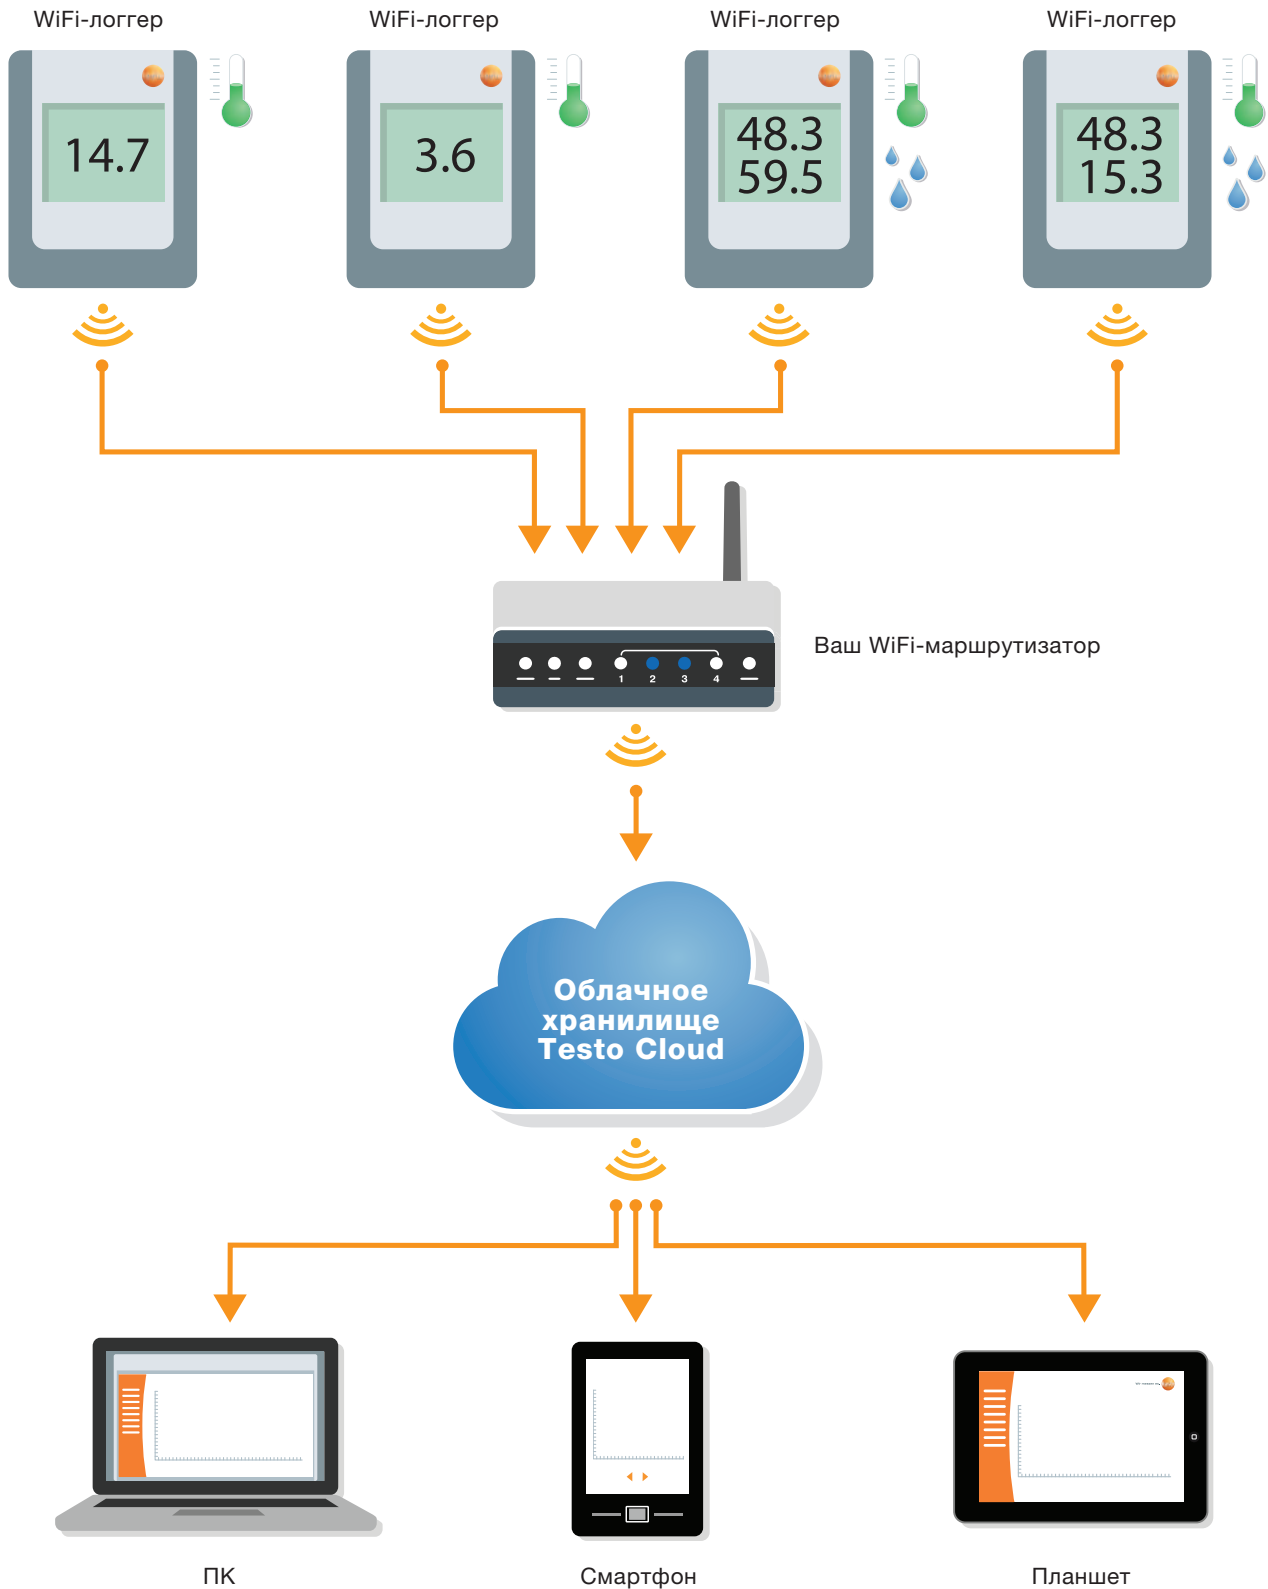 WiFi-логгер
WiFi-логгер
WiFi-логгер
WiFi-логгер
14.7
3.6
48.3
59.5
48.3
15.3
Ваш WiFi-маршрутизатор
1 2 3 4
Облачное
хранилище
Testo Cloud
ПК
Смартфон
Планшет